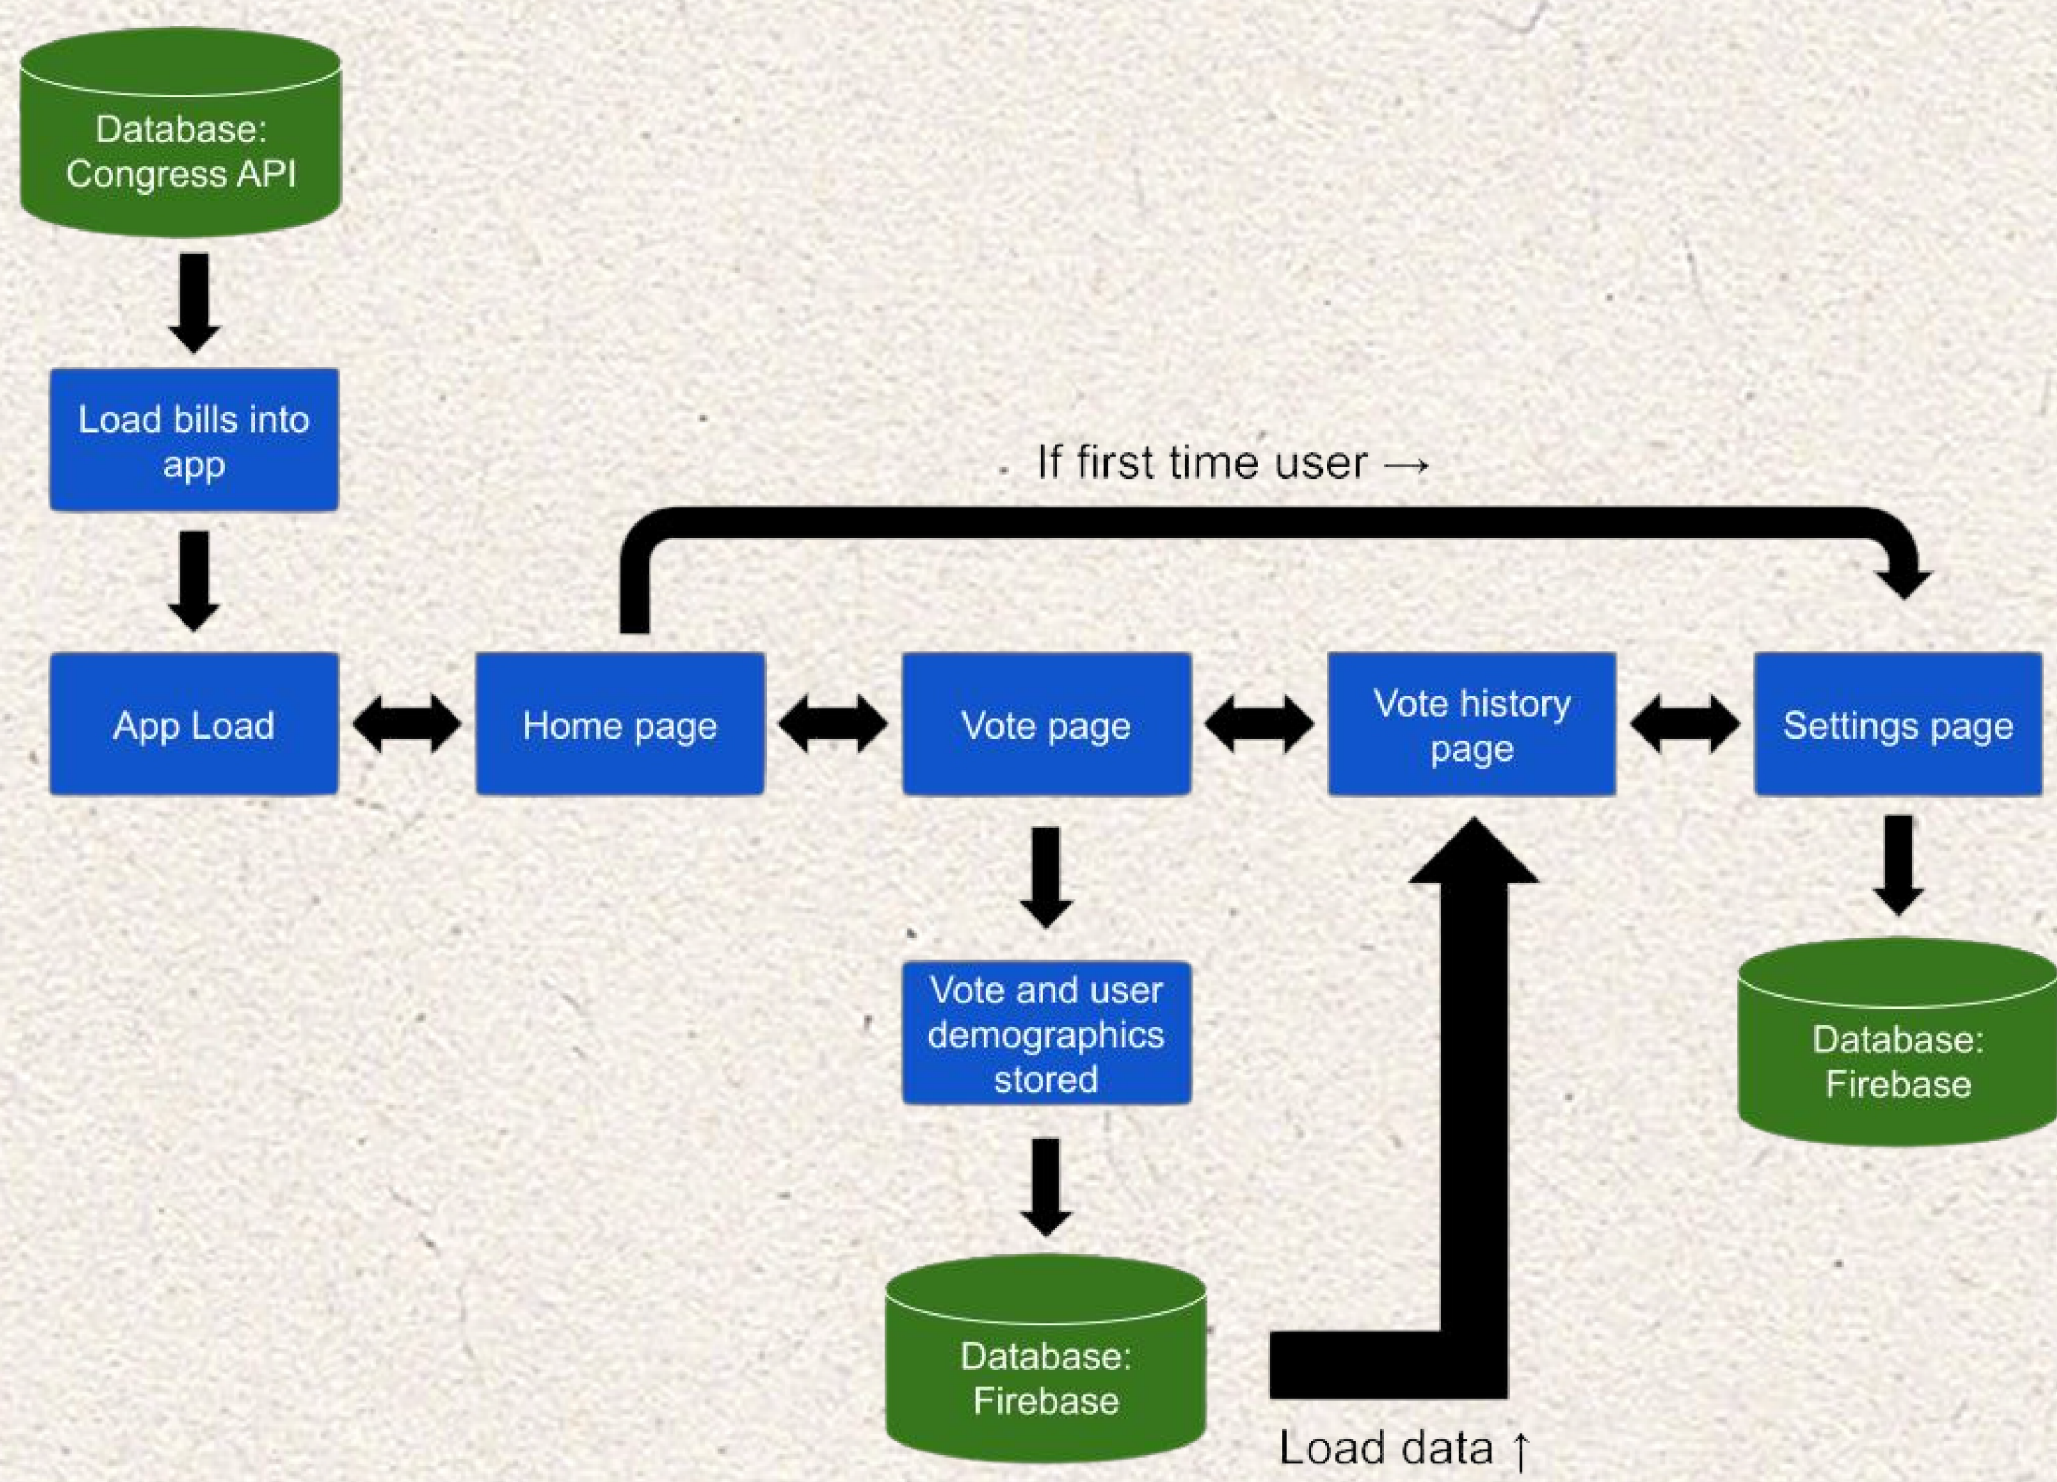 Database:
Congress API
Load bills into
app
If first time user →
App Load
Home page
Vote page
Vote history
page
Settings page
Vote and user
demographics
stored
Database:
Firebase
Database:
Firebase
Load data ↑